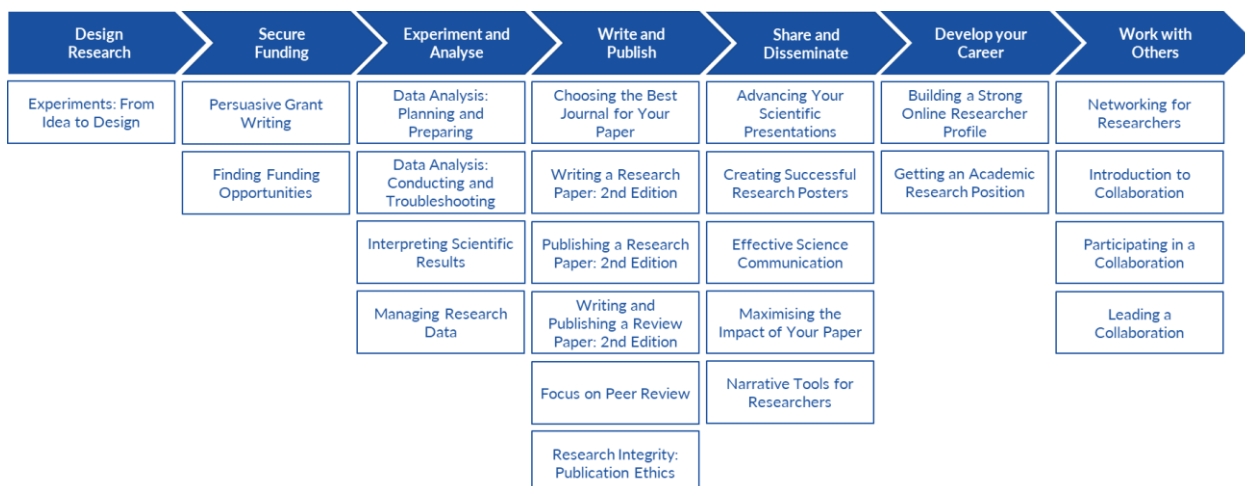 Design
Research
Secure
Funding
Experiment and
Analyse
Write and
Publish
Share and
Disseminate
Develop your
Career
Work with
Others
Experiments: From
Idea to Design
Persuasive Grant
Writing
Finding Funding
Opportunities
Data Analysis:
Planning and
Preparing
Data Analysis:
Conducting and
Troubleshooting
Interpreting Scientific
Results
Managing Research
Data
Choosing the Best
Journal for Your
Paper
Writing a Research
Paper: 2nd Edition
Publishing a Research
Paper: 2nd Edition
Writing and
Publishing a Review
Paper: 2nd Edition
Focus on Peer Review
Research Integrity:
Publication Ethics
Advancing Your
Scientific
Presentations
Creating Successful
Research Posters
Effective Science
Communication
Maximising the
Impact of Your Paper
Narrative Tools for
Researchers
Building a Strong
Online Researcher
Profile
Getting an Academic
Research Position
Networking for
Researchers
Introduction to
Collaboration
Participating in a
Collaboration
Leading a
Collaboration